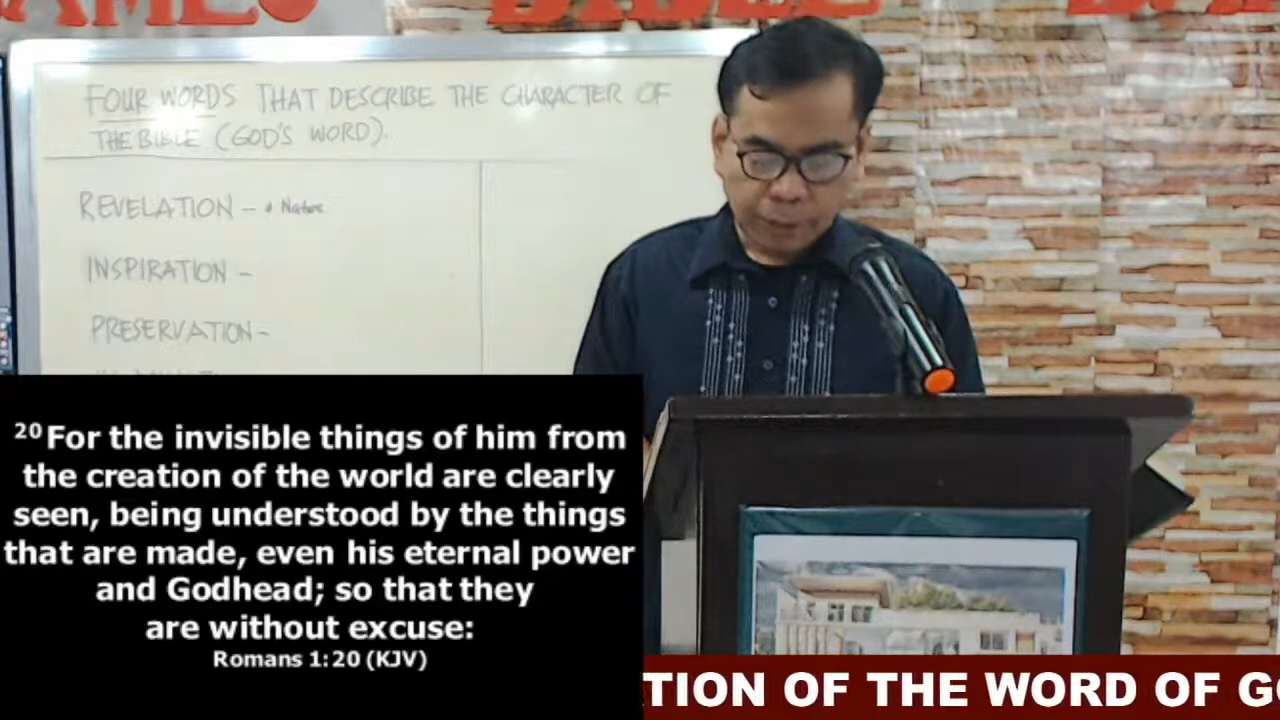 BIBLE
FOUR WORDS THAT DESCRIBE THE CHARACTER OF
THE BIBLE (GOD'S WORD).
REVELATION - • Nature
INSPIRATION -
PRESERVATION -
20 For the invisible things of him from
the creation of the world are clearly
seen, being understood by the things
that are made, even his eternal power
and Godhead; so that they
are without excuse:
Romans 1:20 (KJV)
TION OF THE WORD OF G